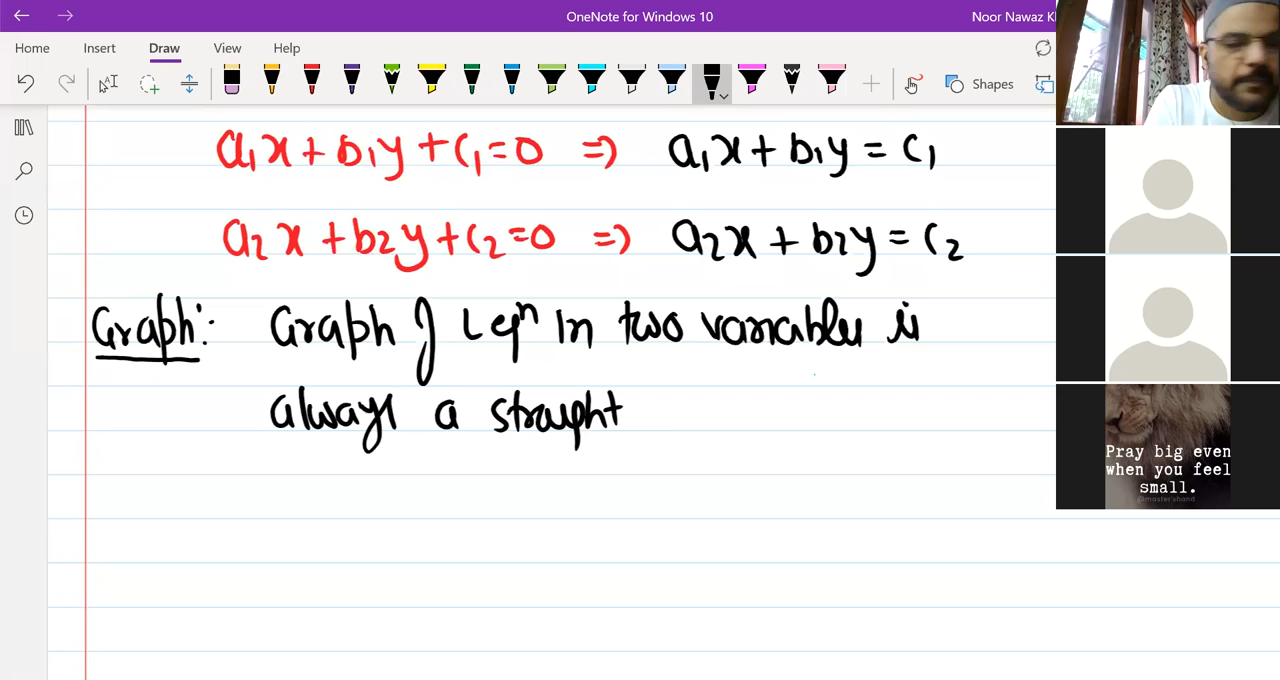 OneNote for Windows 10
Noor Nawaz K
Home Insert Draw View Help
Shapes
a₁x + b₁y + c₁ = 0 ⇒ a₁x + b₁y = c₁
a₂x + b₂y + c₂ = 0 ⇒ a₂x + b₂y = c₂
Graph: Graph of L eqⁿ in two variables is
always a straight
Pray big even
when you feel
small.